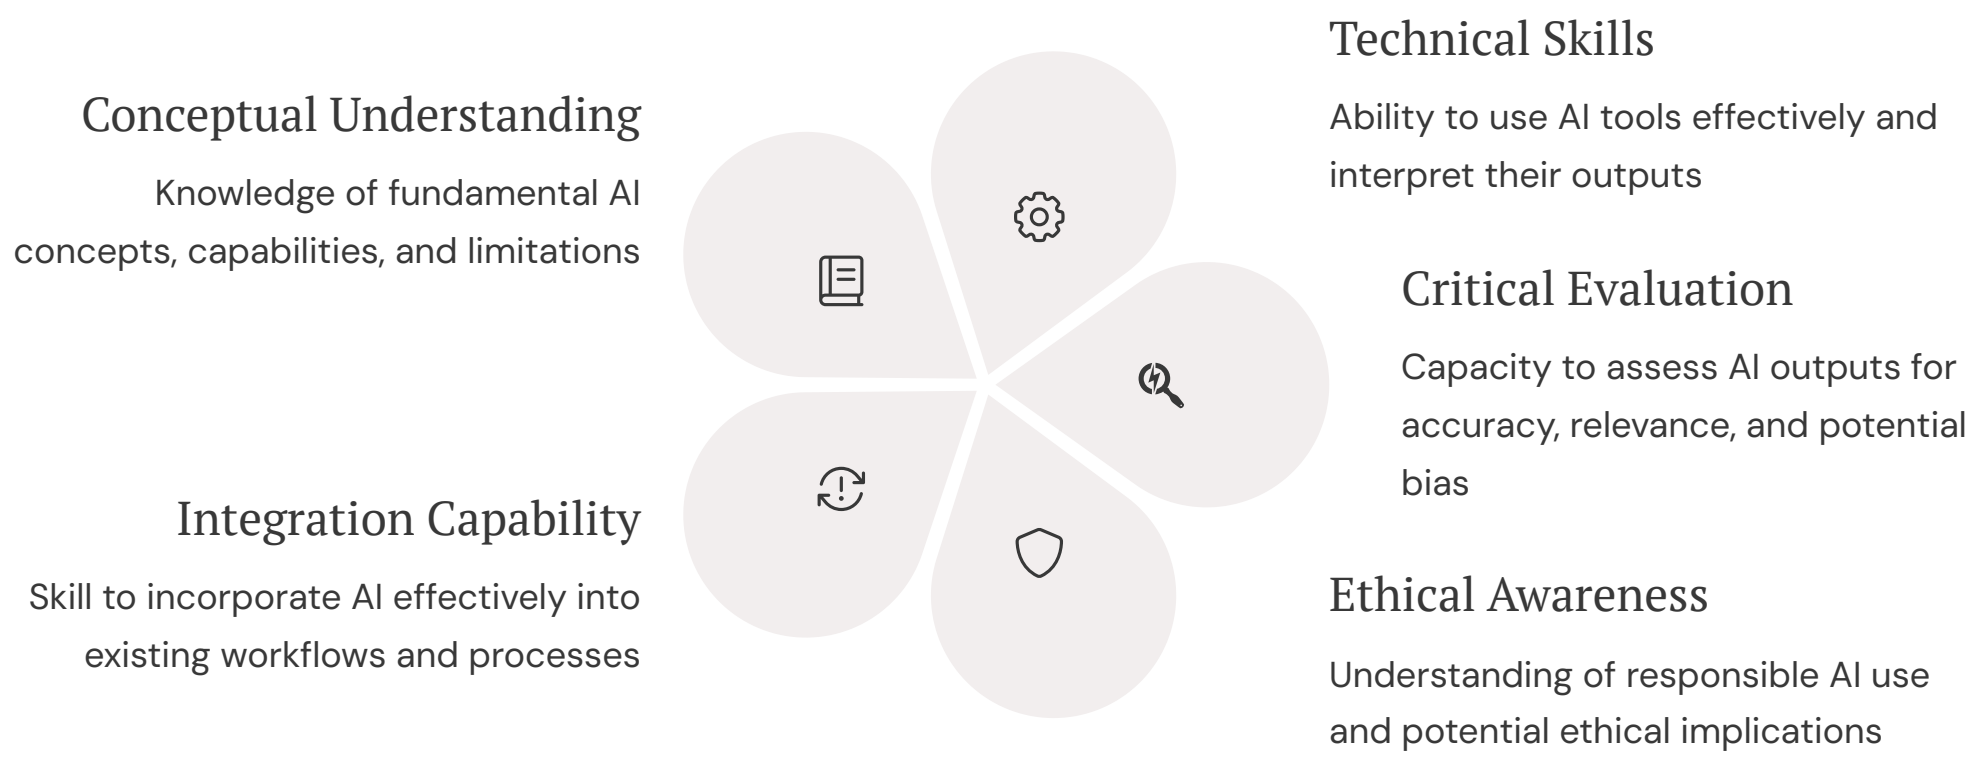 Conceptual Understanding
Knowledge of fundamental AI
concepts, capabilities, and limitations
Technical Skills
Ability to use AI tools effectively and
interpret their outputs
Critical Evaluation
Capacity to assess AI outputs for
accuracy, relevance, and potential
bias
Ethical Awareness
Understanding of responsible AI use
and potential ethical implications
Integration Capability
Skill to incorporate AI effectively into
existing workflows and processes